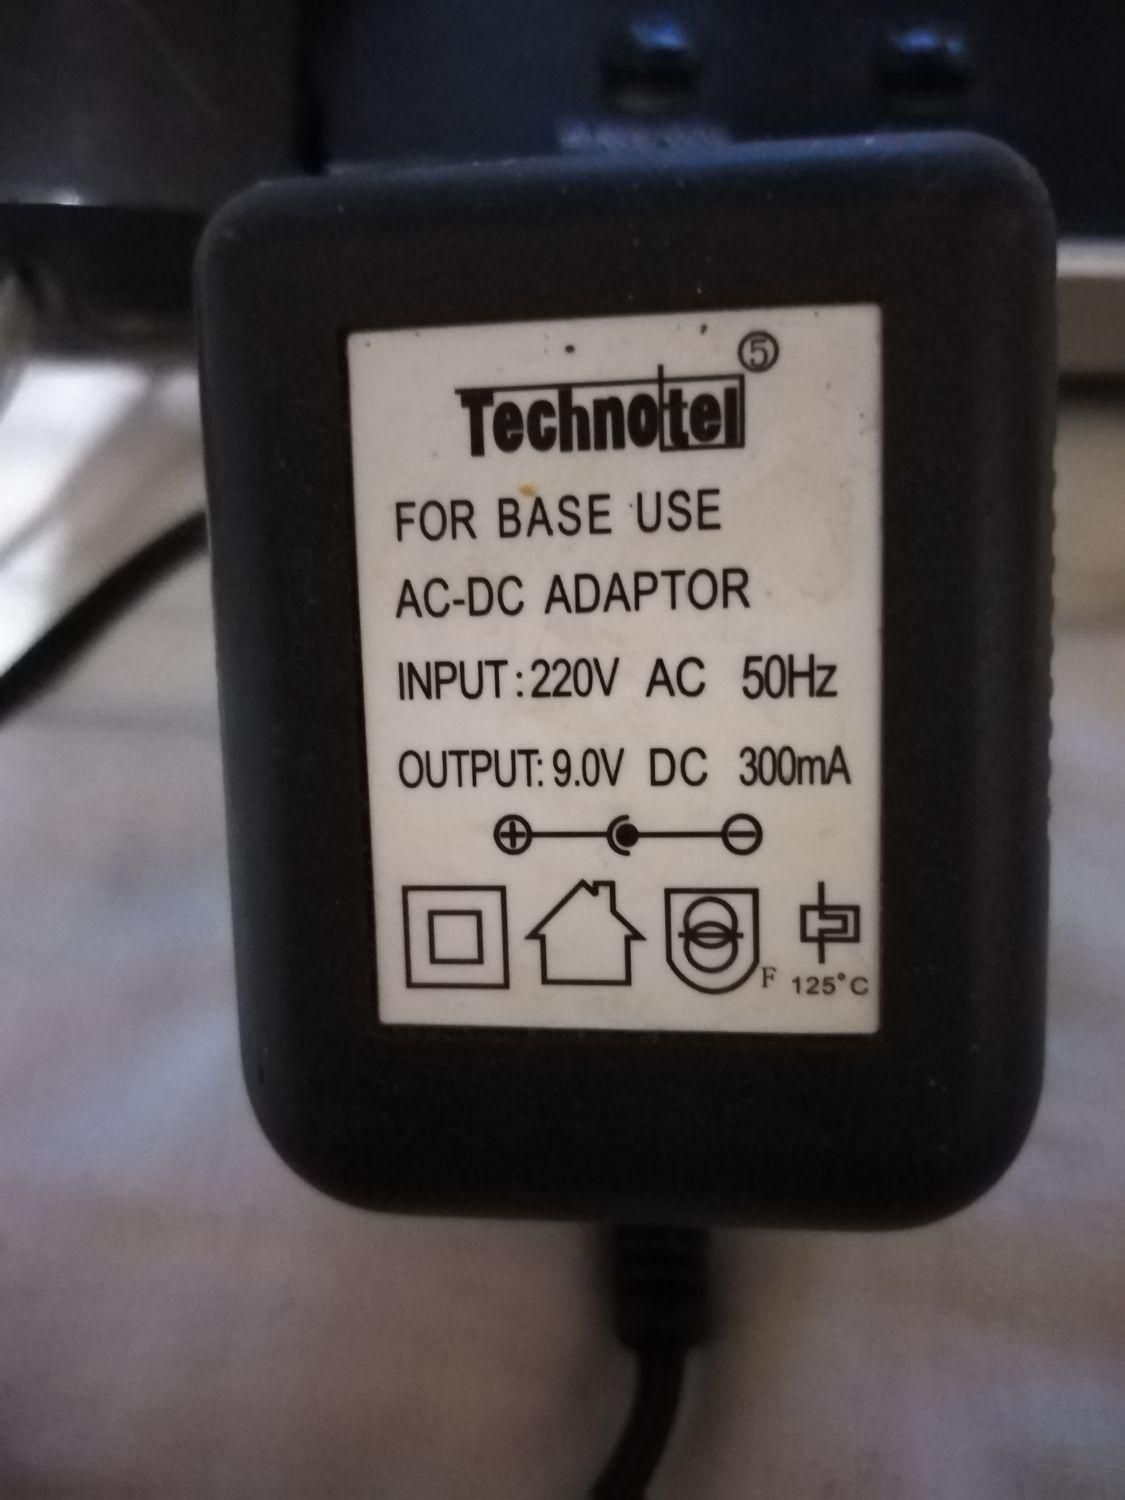 ⑤
Technotel
FOR BASE USE
AC-DC ADAPTOR
INPUT: 220V AC 50Hz
OUTPUT: 9.0V DC 300mA
F
125°C